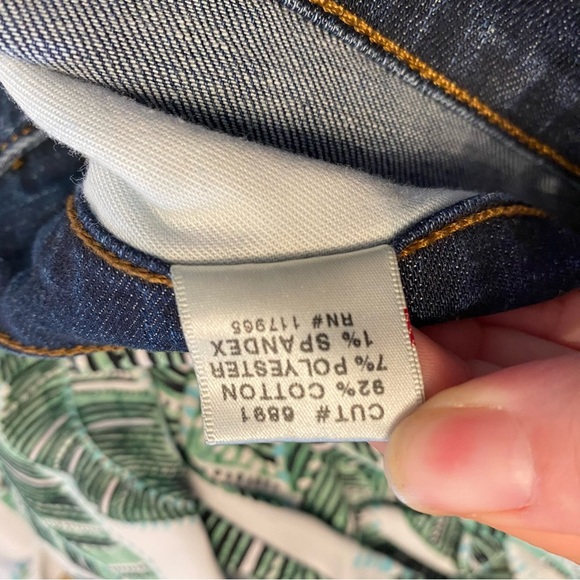 CUT# 6891
92% COTTON
7% POLYESTER
1% SPANDEX
RN# 117965